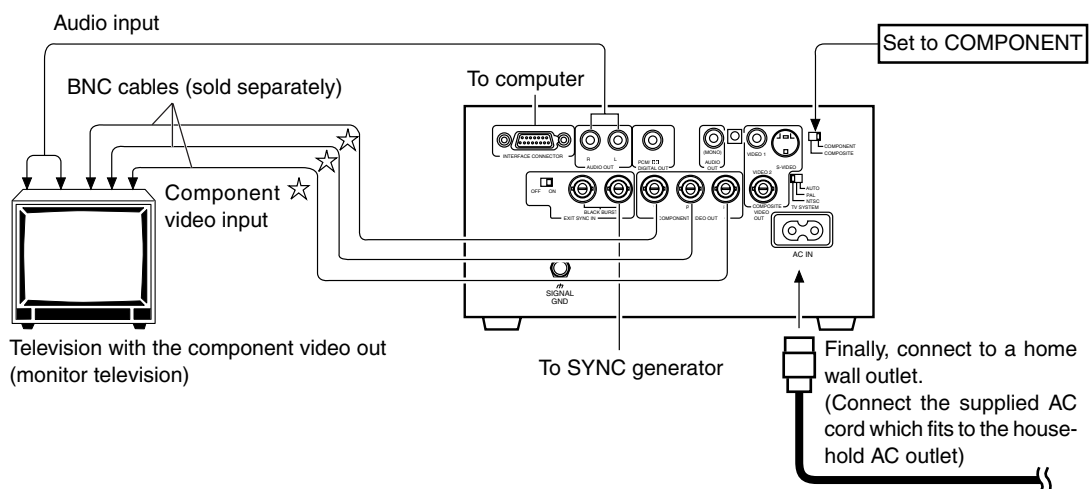 Audio input
Set to COMPONENT
BNC cables (sold separately)
To computer
Component
video input
INTERFACE CONNECTOR
R L
AUDIO OUT
PCM/
DIGITAL OUT
(MONO)
AUDIO
OUT
VIDEO 1
S-VIDEO
COMPONENT
COMPOSITE
VIDEO 2
OFF ON
BLACK BURST
EXIT SYNC IN
COMPONENT
VIDEO OUT
COMPOSITE
VIDEO
OUT
AUTO
PAL
NTSC
TV SYSTEM
AC IN
SIGNAL
GND
Television with the component video out
(monitor television)
To SYNC generator
Finally, connect to a home
wall outlet.
(Connect the supplied AC
cord which fits to the house-
hold AC outlet)